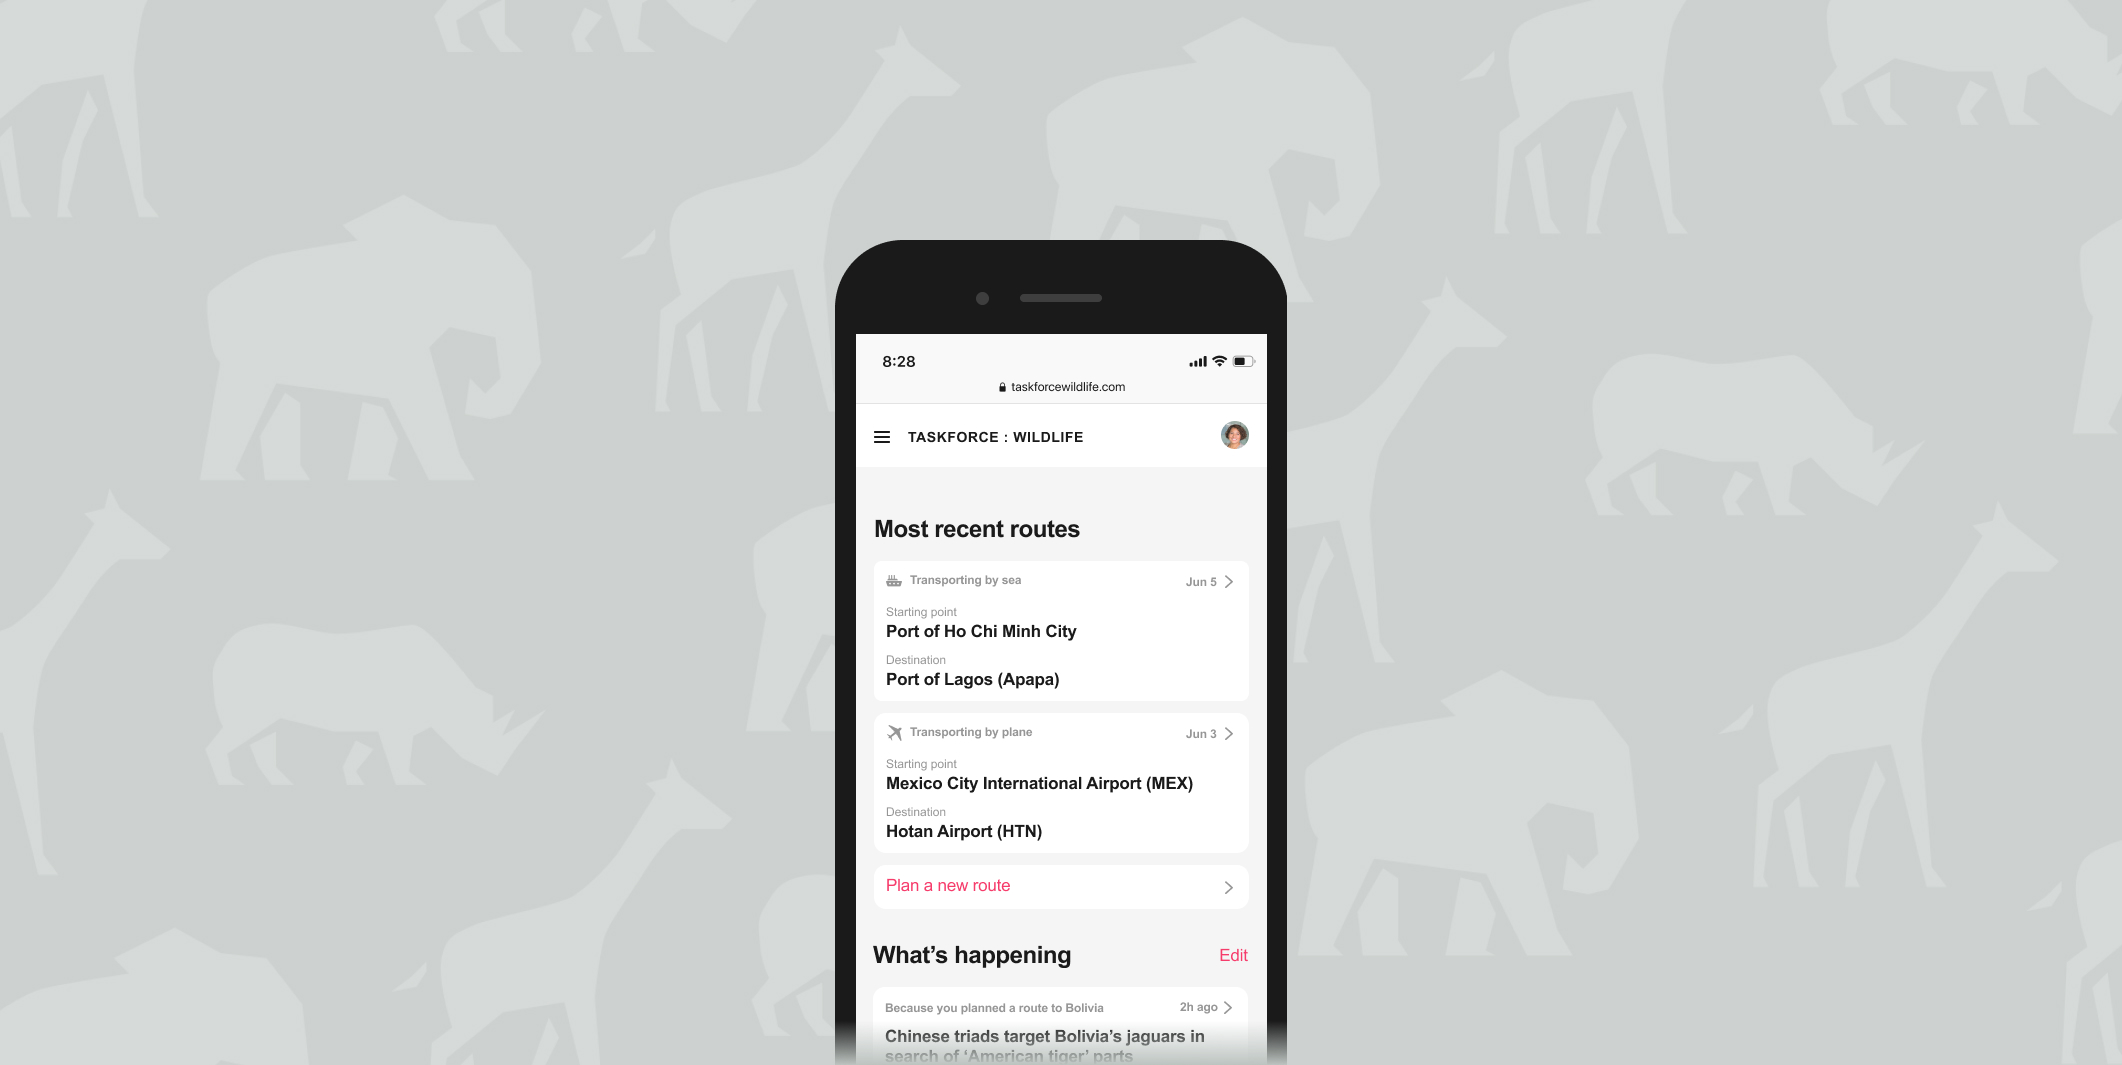 8:28
taskforcewildlife.com
TASKFORCE : WILDLIFE
Most recent routes
Transporting by sea
Jun 5
Starting point
Port of Ho Chi Minh City
Destination
Port of Lagos (Apapa)
Transporting by plane
Jun 3
Starting point
Mexico City International Airport (MEX)
Destination
Hotan Airport (HTN)
Plan a new route
What’s happening
Edit
Because you planned a route to Bolivia
2h ago
Chinese triads target Bolivia’s jaguars in
search of ‘American tiger’ parts